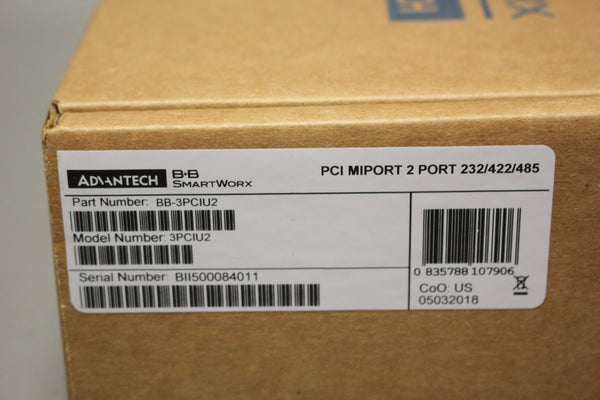 ADVANTECH B+B SMARTWORX
PCI MIPORT 2 PORT 232/422/485
Part Number: BB-3PCIU2
Model Number: 3PCIU2
Serial Number: BII500084011
0 835788 107906
CoO: US
05032018